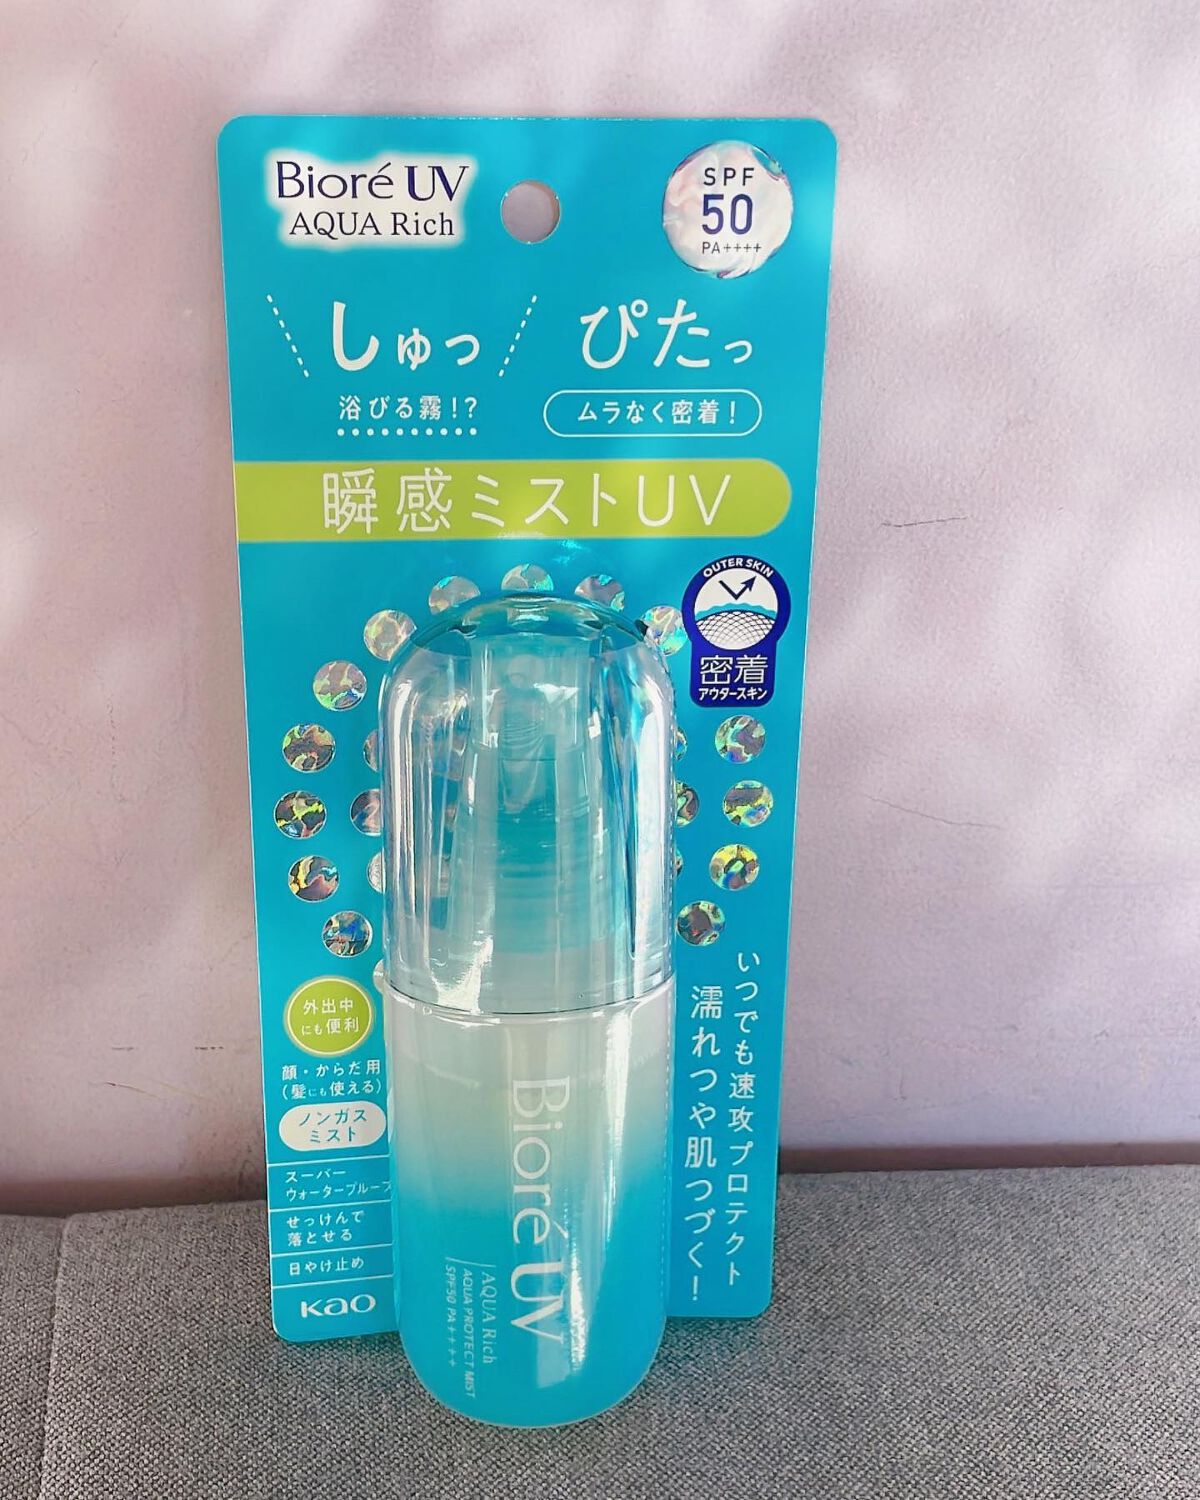 Bioré UV
AQUA Rich
SPF
50
PA++++
しゅっ
浴びる霧!?
ぴたっ
ムラなく密着!
瞬感ミストUV
OUTER SKIN
密着
アウタースキン
いつでも速攻プロテクト
濡れつや肌つづく!
外出中
にも便利
顔・からだ用
(髪にも使える)
ノンガス
ミスト
スーパー
ウォータープルーフ
せっけんで
落とせる
日やけ止め
Kao
Bioré UV
AQUA Rich
AQUA PROTECT MIST
SPF50 PA++++